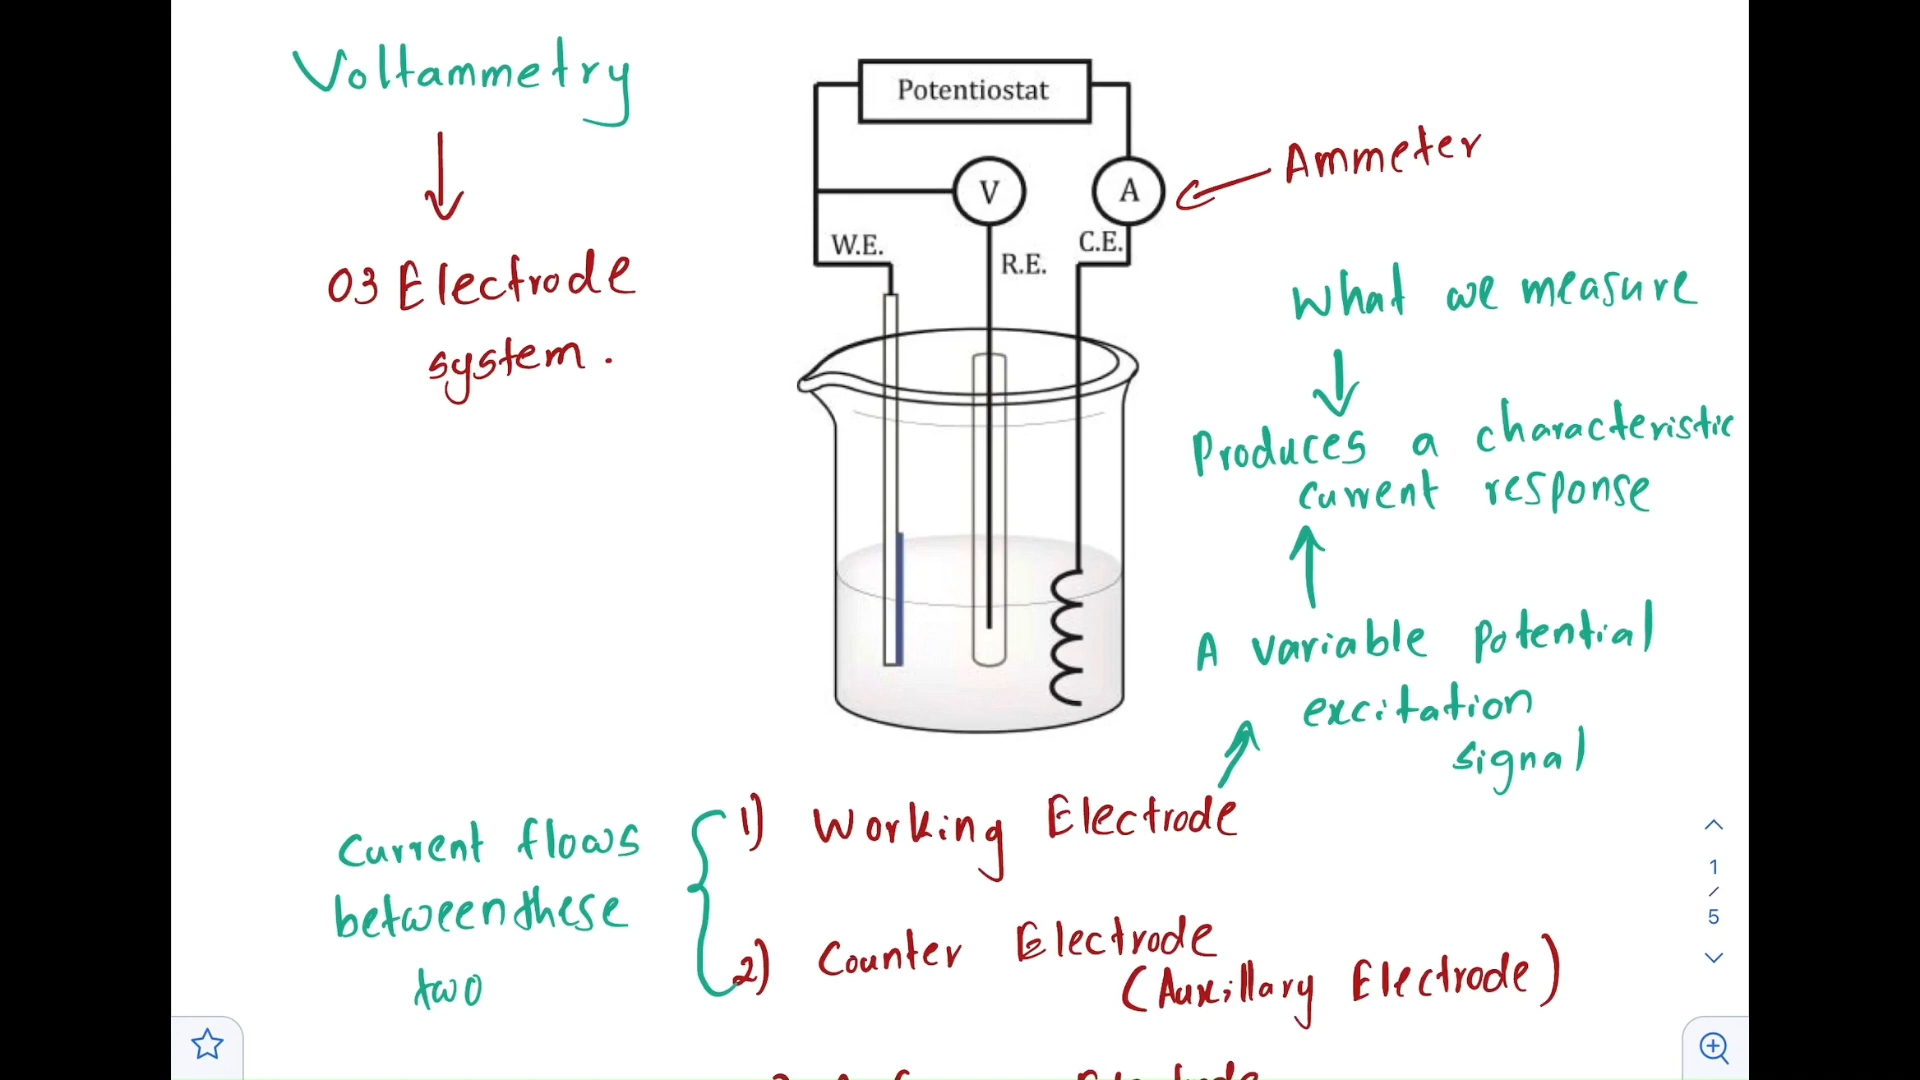 Voltammetry
03 Electrode
system.
Potentiostat
V
A
W.E.
R.E.
C.E.
Ammeter
What we measure
Produces a characteristic
current response
A variable potential
excitation
signal
Current flows
between these
two
1) Working Electrode
2) Counter Electrode
(Auxillary Electrode)
1
/
5